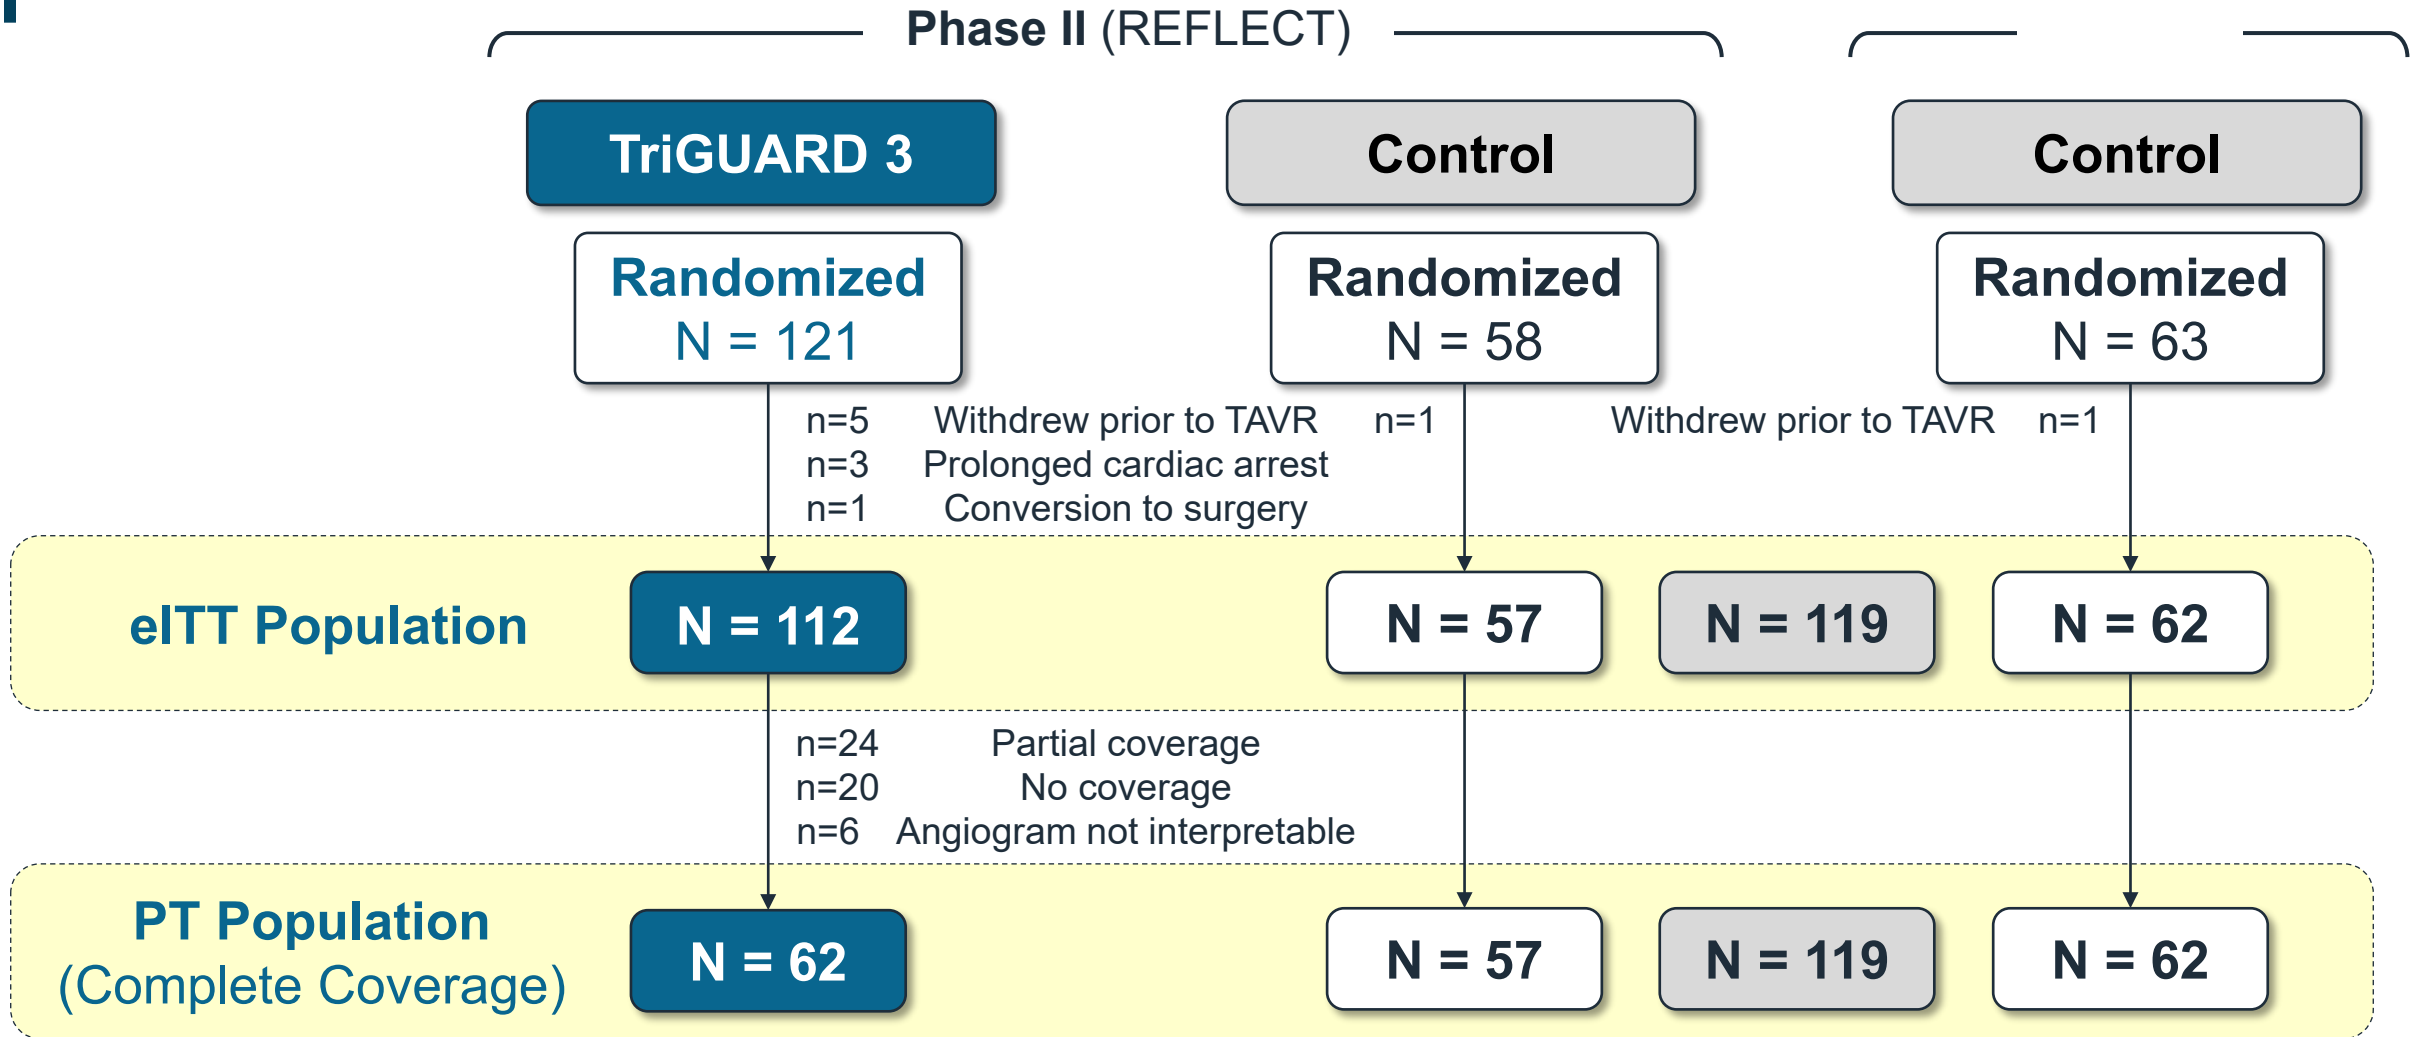 Phase II (REFLECT)
TriGUARD 3
Control
Control
Randomized
N = 121
Randomized
N = 58
Randomized
N = 63
n=5 Withdrew prior to TAVR n=1
Withdrew prior to TAVR n=1
n=3 Prolonged cardiac arrest
n=1 Conversion to surgery
eITT Population
N = 112
N = 57
N = 119
N = 62
n=24 Partial coverage
n=20 No coverage
n=6 Angiogram not interpretable
PT Population
(Complete Coverage)
N = 62
N = 57
N = 119
N = 62